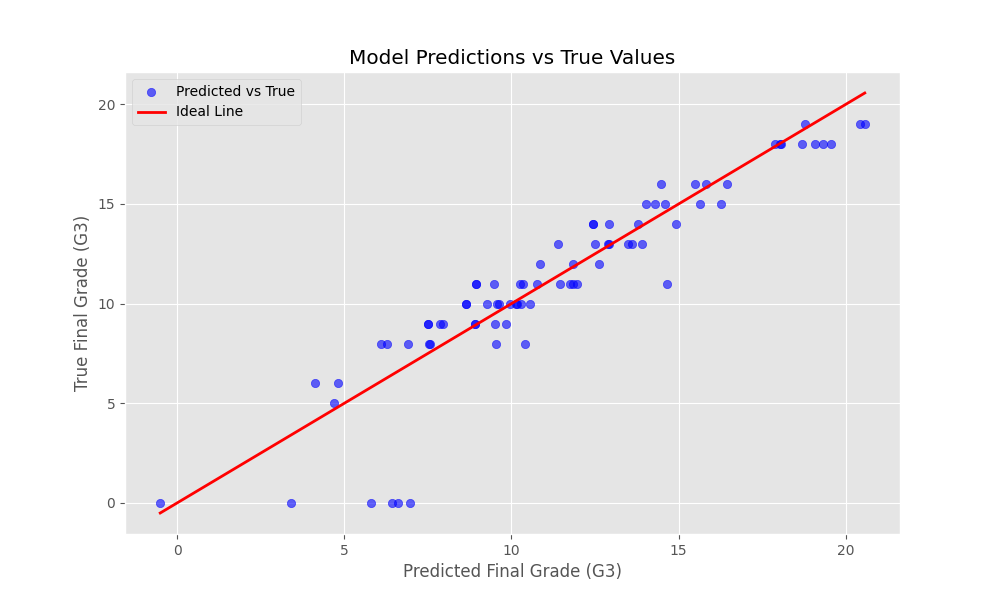 Model Predictions vs True Values
Predicted vs True
Ideal Line
True Final Grade (G3)
20
15
10
5
0
0 5 10 15 20
Predicted Final Grade (G3)